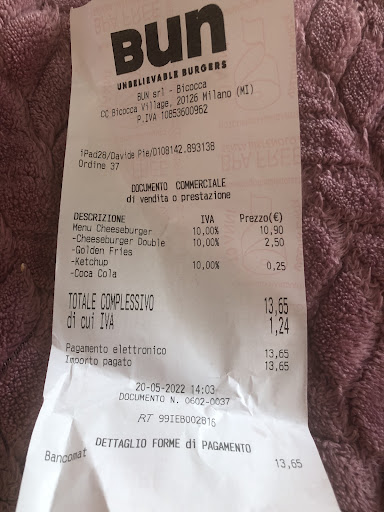 Bun
UNBELIEVABLE BURGERS
BUN srl - Bicocca
CC Bicocca Village, 20126 Milano (MI)
P.IVA 10853600962
iPad28/Davide Pie/D108142.893138
Ordine 37
DOCUMENTO COMMERCIALE
di vendita o prestazione
DESCRIZIONE IVA Prezzo(€)
Menu Cheeseburger 10,00% 10,90
-Cheeseburger Double 10,00% 2,50
-Golden Fries
-Ketchup 10,00% 0,25
-Coca Cola
TOTALE COMPLESSIVO 13,65
di cui IVA 1,24
Pagamento elettronico 13,65
Importo pagato 13,65
20-05-2022 14:03
DOCUMENTO N. 0602-0037
RT 99IEB002816
DETTAGLIO FORME di PAGAMENTO
Bancomat 13,65